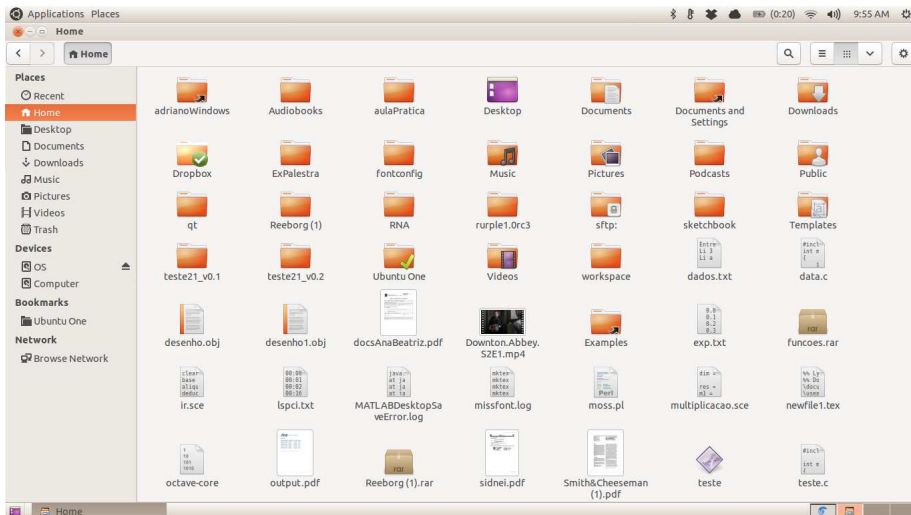 Applications Places
(0:20)
9:55 AM
Home
Home
Places
Recent
Home
Desktop
Documents
Downloads
Music
Pictures
Videos
Trash
Devices
OS
Computer
Bookmarks
Ubuntu One
Network
Browse Network
adrianoWindows
Audiobooks
aulaPratica
Desktop
Documents
Documents and
Settings
Downloads
Dropbox
ExPalestra
fontconfig
Music
Pictures
Podcasts
Public
qt
Reeborg (1)
RNA
rurple1.0rc3
sftp:
sketchbook
Templates
teste21_v0.1
teste21_v0.2
Ubuntu One
Videos
workspace
dados.txt
data.c
desenho.obj
desenho1.obj
docsAnaBeatriz.pdf
Downton.Abbey.
S2E1.mp4
Examples
exp.txt
funcoes.rar
ir.sce
lspci.txt
MATLABDesktopSa
veError.log
missfont.log
moss.pl
multiplicacao.sce
newfile1.tex
octave-core
output.pdf
Reeborg (1).rar
sidnei.pdf
Smith&Cheeseman
(1).pdf
teste
teste.c
Home